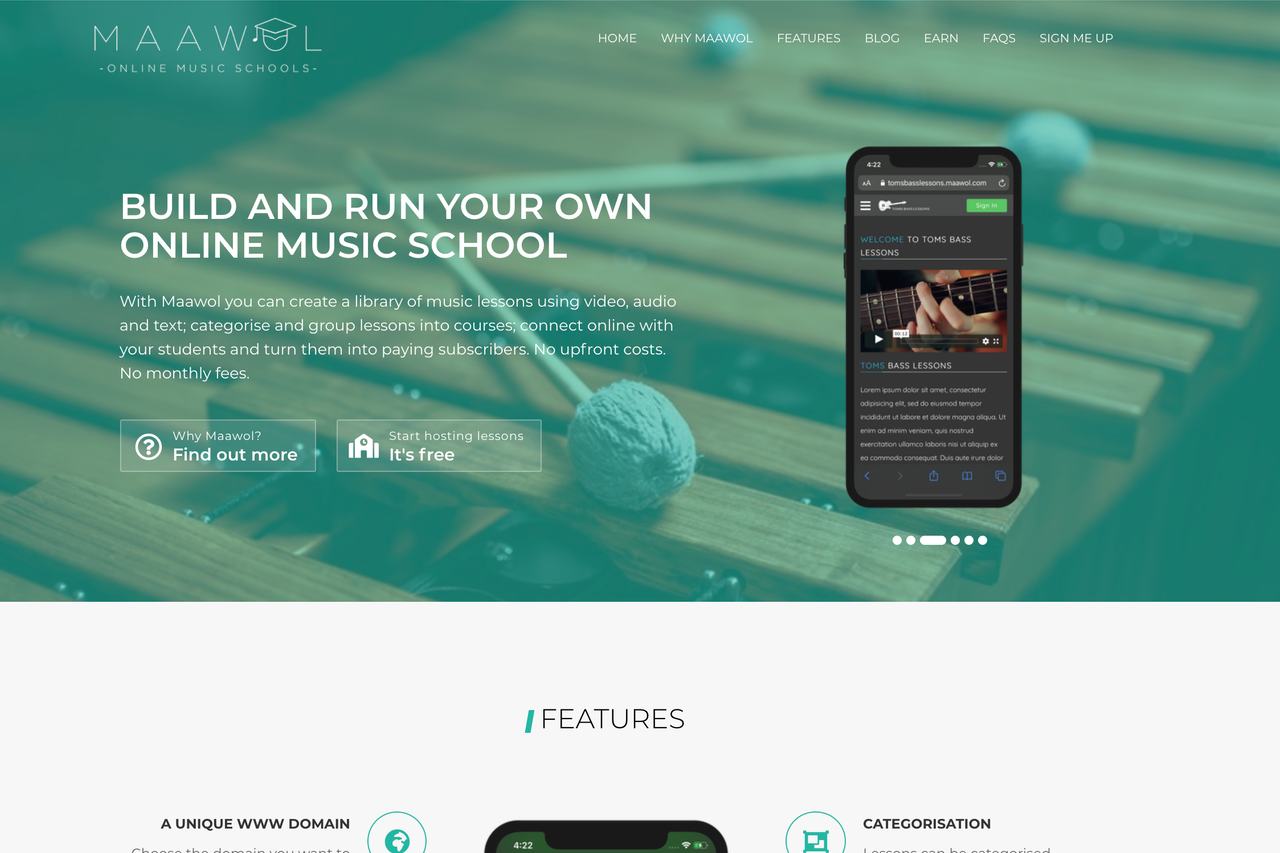 MAAWOL
-ONLINE MUSIC SCHOOLS-
HOME WHY MAAWOL FEATURES BLOG EARN FAQS SIGN ME UP
BUILD AND RUN YOUR OWN
ONLINE MUSIC SCHOOL
With Maawol you can create a library of music lessons using video, audio
and text; categorise and group lessons into courses; connect online with
your students and turn them into paying subscribers. No upfront costs.
No monthly fees.
Why Maawol?
Find out more
Start hosting lessons
It's free
4:22
AA tomsbasslessons.maawol.com
TOMS BASS LESSONS
Sign In
WELCOME TO TOMS BASS
LESSONS
00:13
TOMS BASS LESSONS
Lorem ipsum dolor sit amet, consectetur
adipisicing elit, sed do eiusmod tempor
incididunt ut labore et dolore magna aliqua. Ut
enim ad minim veniam, quis nostrud
exercitation ullamco laboris nisi ut aliquip ex
ea commodo consequat. Duis aute irure dolor
FEATURES
A UNIQUE WWW DOMAIN
Choose the domain you want to
4:22
CATEGORISATION
Lessons can be categorised